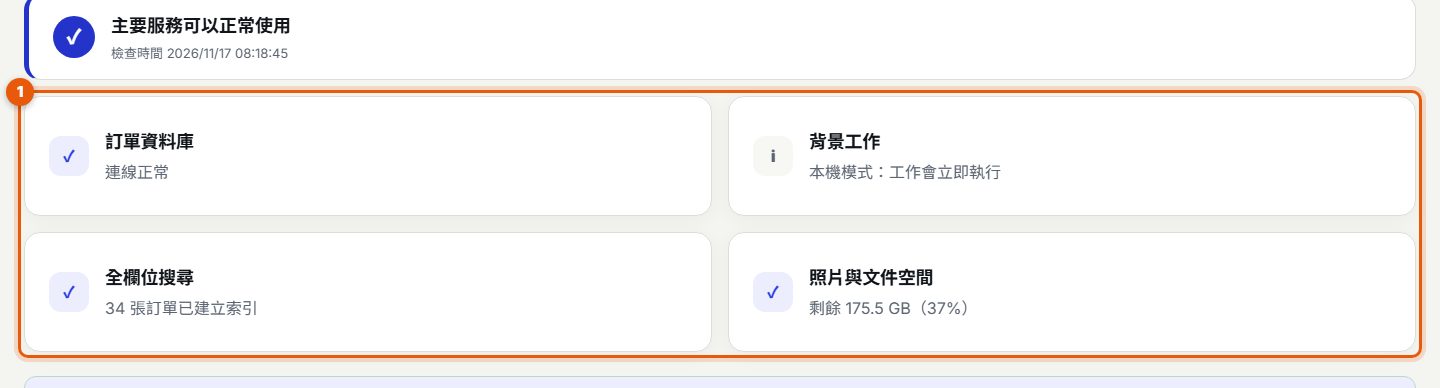 主要服務可以正常使用
檢查時間 2026/11/17 08:18:45
1
訂單資料庫
連線正常
i
背景工作
本機模式：工作會立即執行
全欄位搜尋
34 張訂單已建立索引
照片與文件空間
剩餘 175.5 GB（37%）